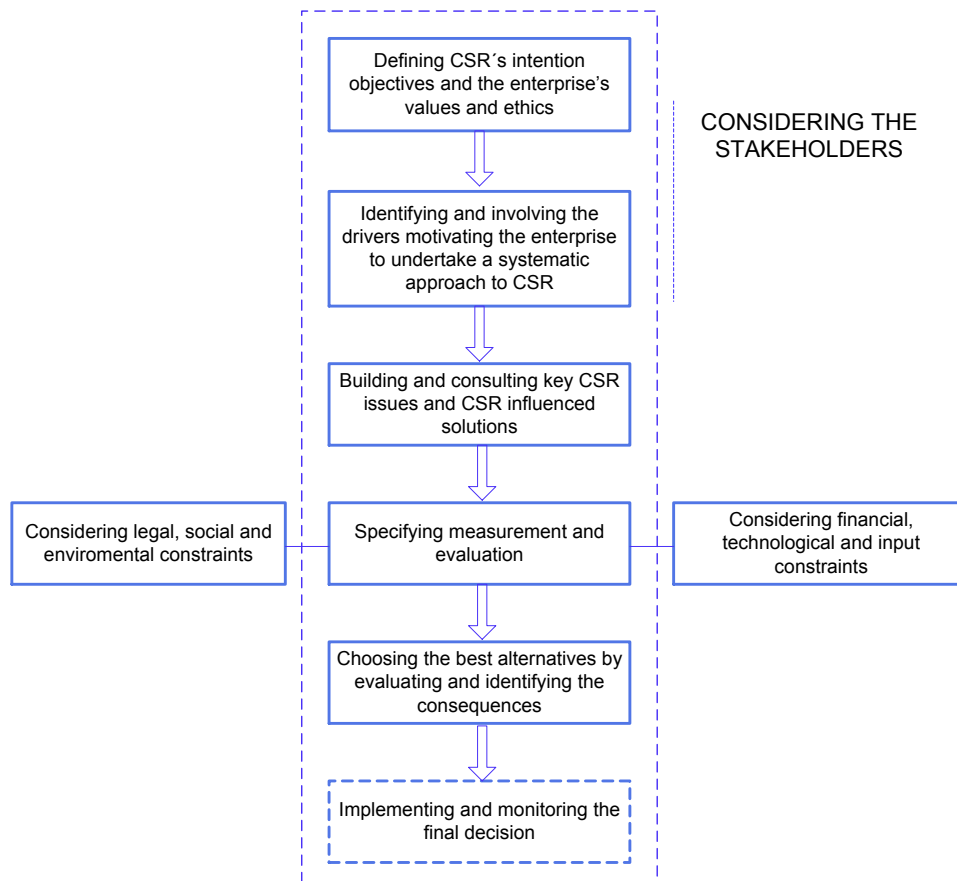 Defining CSR´s intention
objectives and the enterprise’s
values and ethics
CONSIDERING THE
STAKEHOLDERS
Identifying and involving the
drivers motivating the enterprise
to undertake a systematic
approach to CSR
Building and consulting key CSR
issues and CSR influenced
solutions
Considering legal, social and
enviromental constraints
Specifying measurement and
evaluation
Considering financial,
technological and input
constraints
Choosing the best alternatives by
evaluating and identifying the
consequences
Implementing and monitoring the
final decision